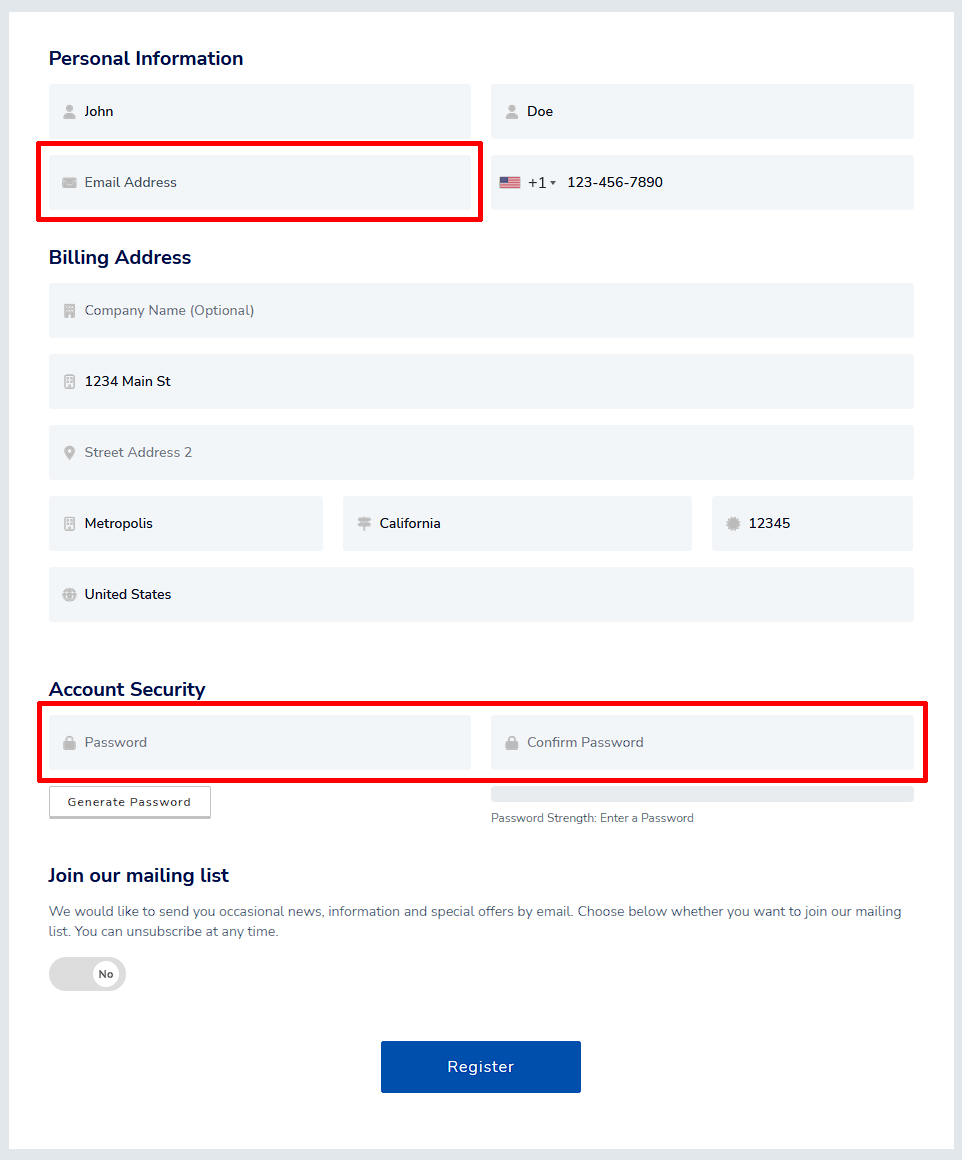 Personal Information
John
Doe
Email Address
+1
123-456-7890
Billing Address
Company Name (Optional)
1234 Main St
Street Address 2
Metropolis
California
12345
United States
Account Security
Password
Confirm Password
Generate Password
Password Strength: Enter a Password
Join our mailing list
We would like to send you occasional news, information and special offers by email. Choose below whether you want to join our mailing
list. You can unsubscribe at any time.
No
Register